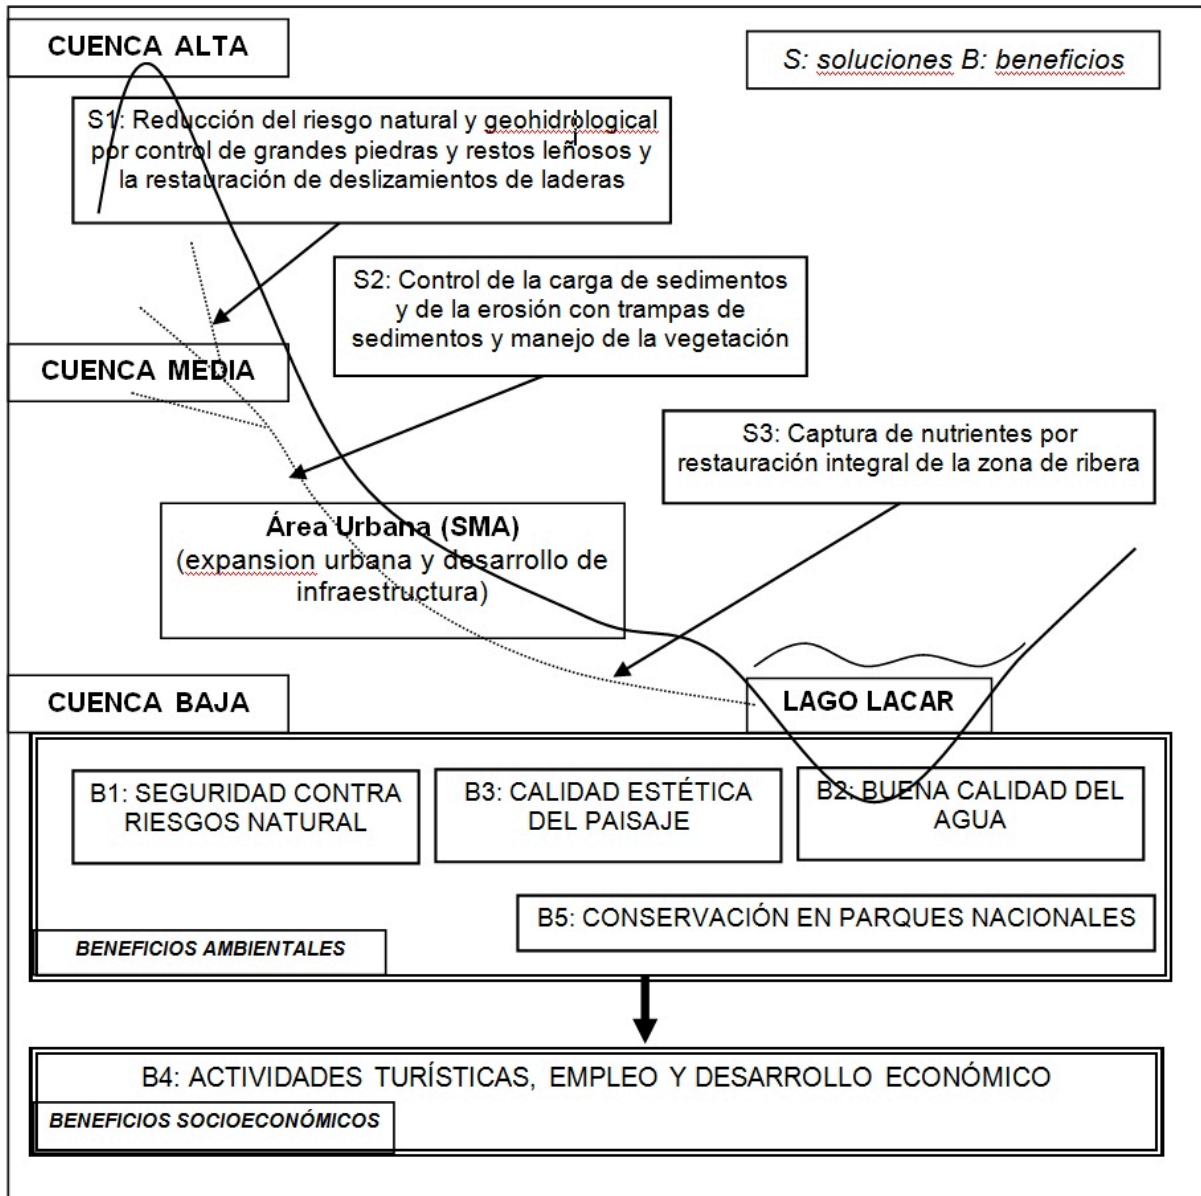 CUENCA ALTA
S: soluciones B: beneficios
S1: Reducción del riesgo natural y geohidrológical
por control de grandes piedras y restos leñosos y
la restauración de deslizamientos de laderas
S2: Control de la carga de sedimentos
y de la erosión con trampas de
sedimentos y manejo de la vegetación
CUENCA MEDIA
S3: Captura de nutrientes por
restauración integral de la zona de ribera
Área Urbana (SMA)
(expansion urbana y desarrollo de
infraestructura)
CUENCA BAJA
LAGO LACAR
B1: SEGURIDAD CONTRA
RIESGOS NATURAL
B3: CALIDAD ESTÉTICA
DEL PAISAJE
B2: BUENA CALIDAD DEL
AGUA
B5: CONSERVACIÓN EN PARQUES NACIONALES
BENEFICIOS AMBIENTALES
B4: ACTIVIDADES TURÍSTICAS, EMPLEO Y DESARROLLO ECONÓMICO
BENEFICIOS SOCIOECONÓMICOS